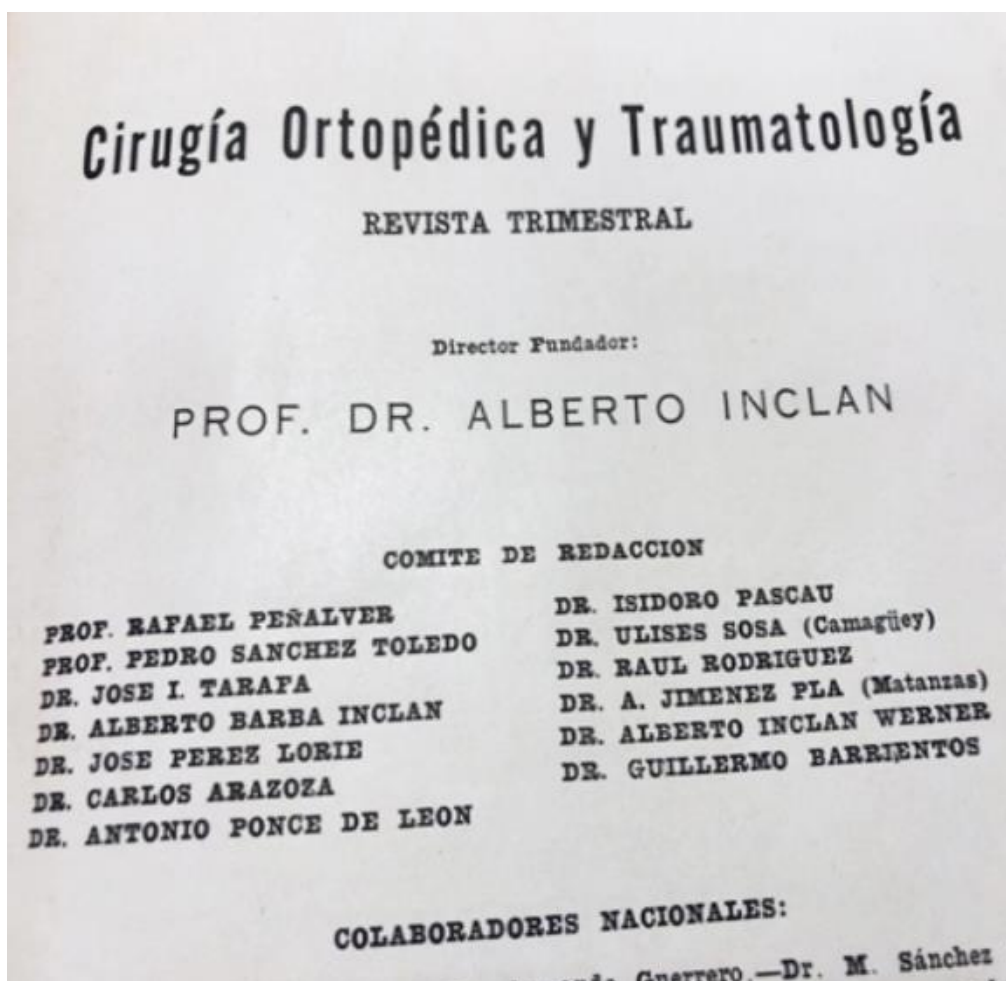 Cirugía Ortopédica y Traumatología
REVISTA TRIMESTRAL
Director Fundador:
PROF. DR. ALBERTO INCLAN
COMITE DE REDACCION
PROF. RAFAEL PEÑALVER
PROF. PEDRO SANCHEZ TOLEDO
DR. JOSE I. TARAFA
DR. ALBERTO BARBA INCLAN
DR. JOSE PEREZ LORIE
DR. CARLOS ARAZOZA
DR. ANTONIO PONCE DE LEON
DR. ISIDORO PASCAU
DR. ULISES SOSA (Camagüey)
DR. RAUL RODRIGUEZ
DR. A. JIMENEZ PLA (Matanzas)
DR. ALBERTO INCLAN WERNER
DR. GUILLERMO BARRIENTOS
COLABORADORES NACIONALES:
Guerrero.—Dr. M. Sánchez